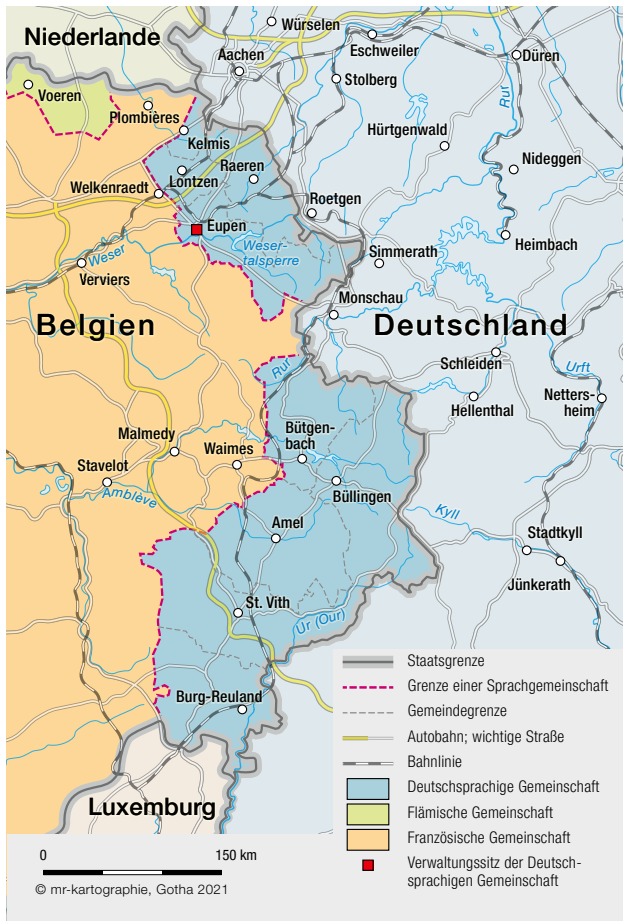 Niederlande
Würselen
Aachen
Eschweiler
Düren
Stolberg
Voeren
Plombières
Rur
Kelmis
Hürtgenwald
Nideggen
Raeren
Lontzen
Welkenraedt
Roetgen
Eupen
Weser-
talsperre
Heimbach
Weser
Simmerath
Verviers
Monschau
Belgien
Deutschland
Rur
Schleiden
Urft
Hellenthal
Netters-
heim
Malmedy
Waimes
Bütgen-
bach
Stavelot
Büllingen
Amblève
Kyll
Amel
Stadtkyll
Jünkerath
St. Vith
Ur (Our)
Burg-Reuland
Luxemburg
Staatsgrenze
Grenze einer Sprachgemeinschaft
Gemeindegrenze
Autobahn; wichtige Straße
Bahnlinie
Deutschsprachige Gemeinschaft
Flämische Gemeinschaft
Französische Gemeinschaft
Verwaltungssitz der Deutsch-
sprachigen Gemeinschaft
0 150 km
© mr-kartographie, Gotha 2021